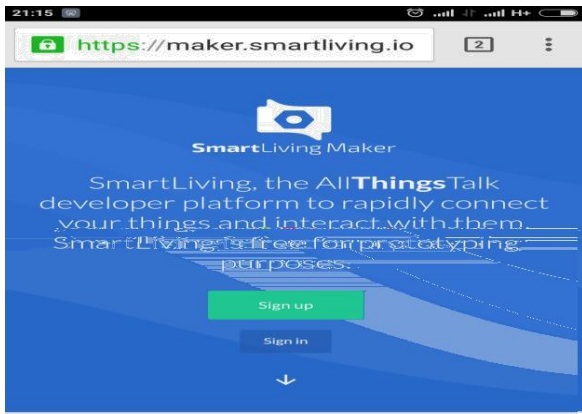 21:15
H+
https://maker.smartliving.io
2
SmartLiving Maker
SmartLiving, the AllThingsTalk
developer platform to rapidly connect
your things and interact with them.
SmartLiving is free for prototyping
purposes.
Sign up
Sign in